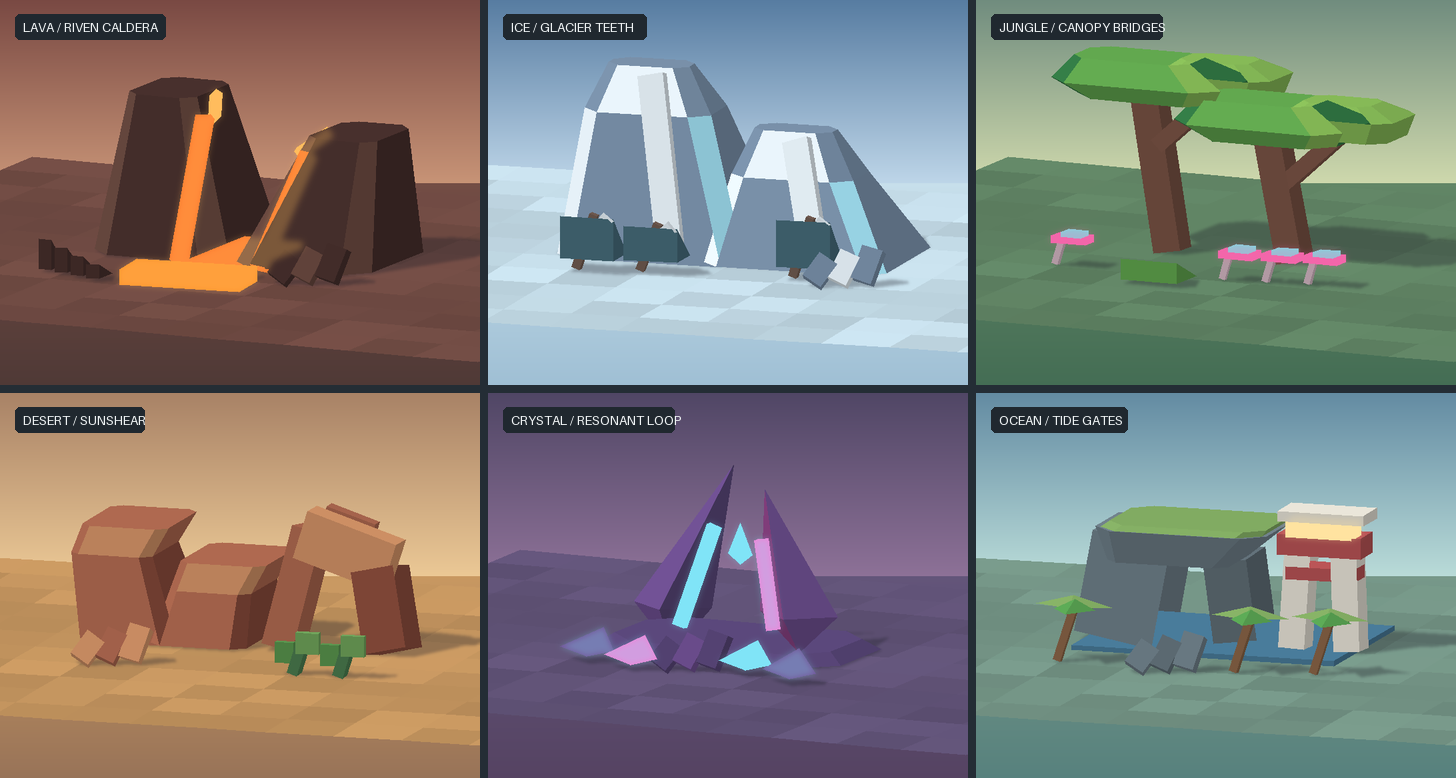 LAVA / RIVEN CALDERA
ICE / GLACIER TEETH
JUNGLE / CANOPY BRIDGES
DESERT / SUNSHEAR
CRYSTAL / RESONANT LOOP
OCEAN / TIDE GATES